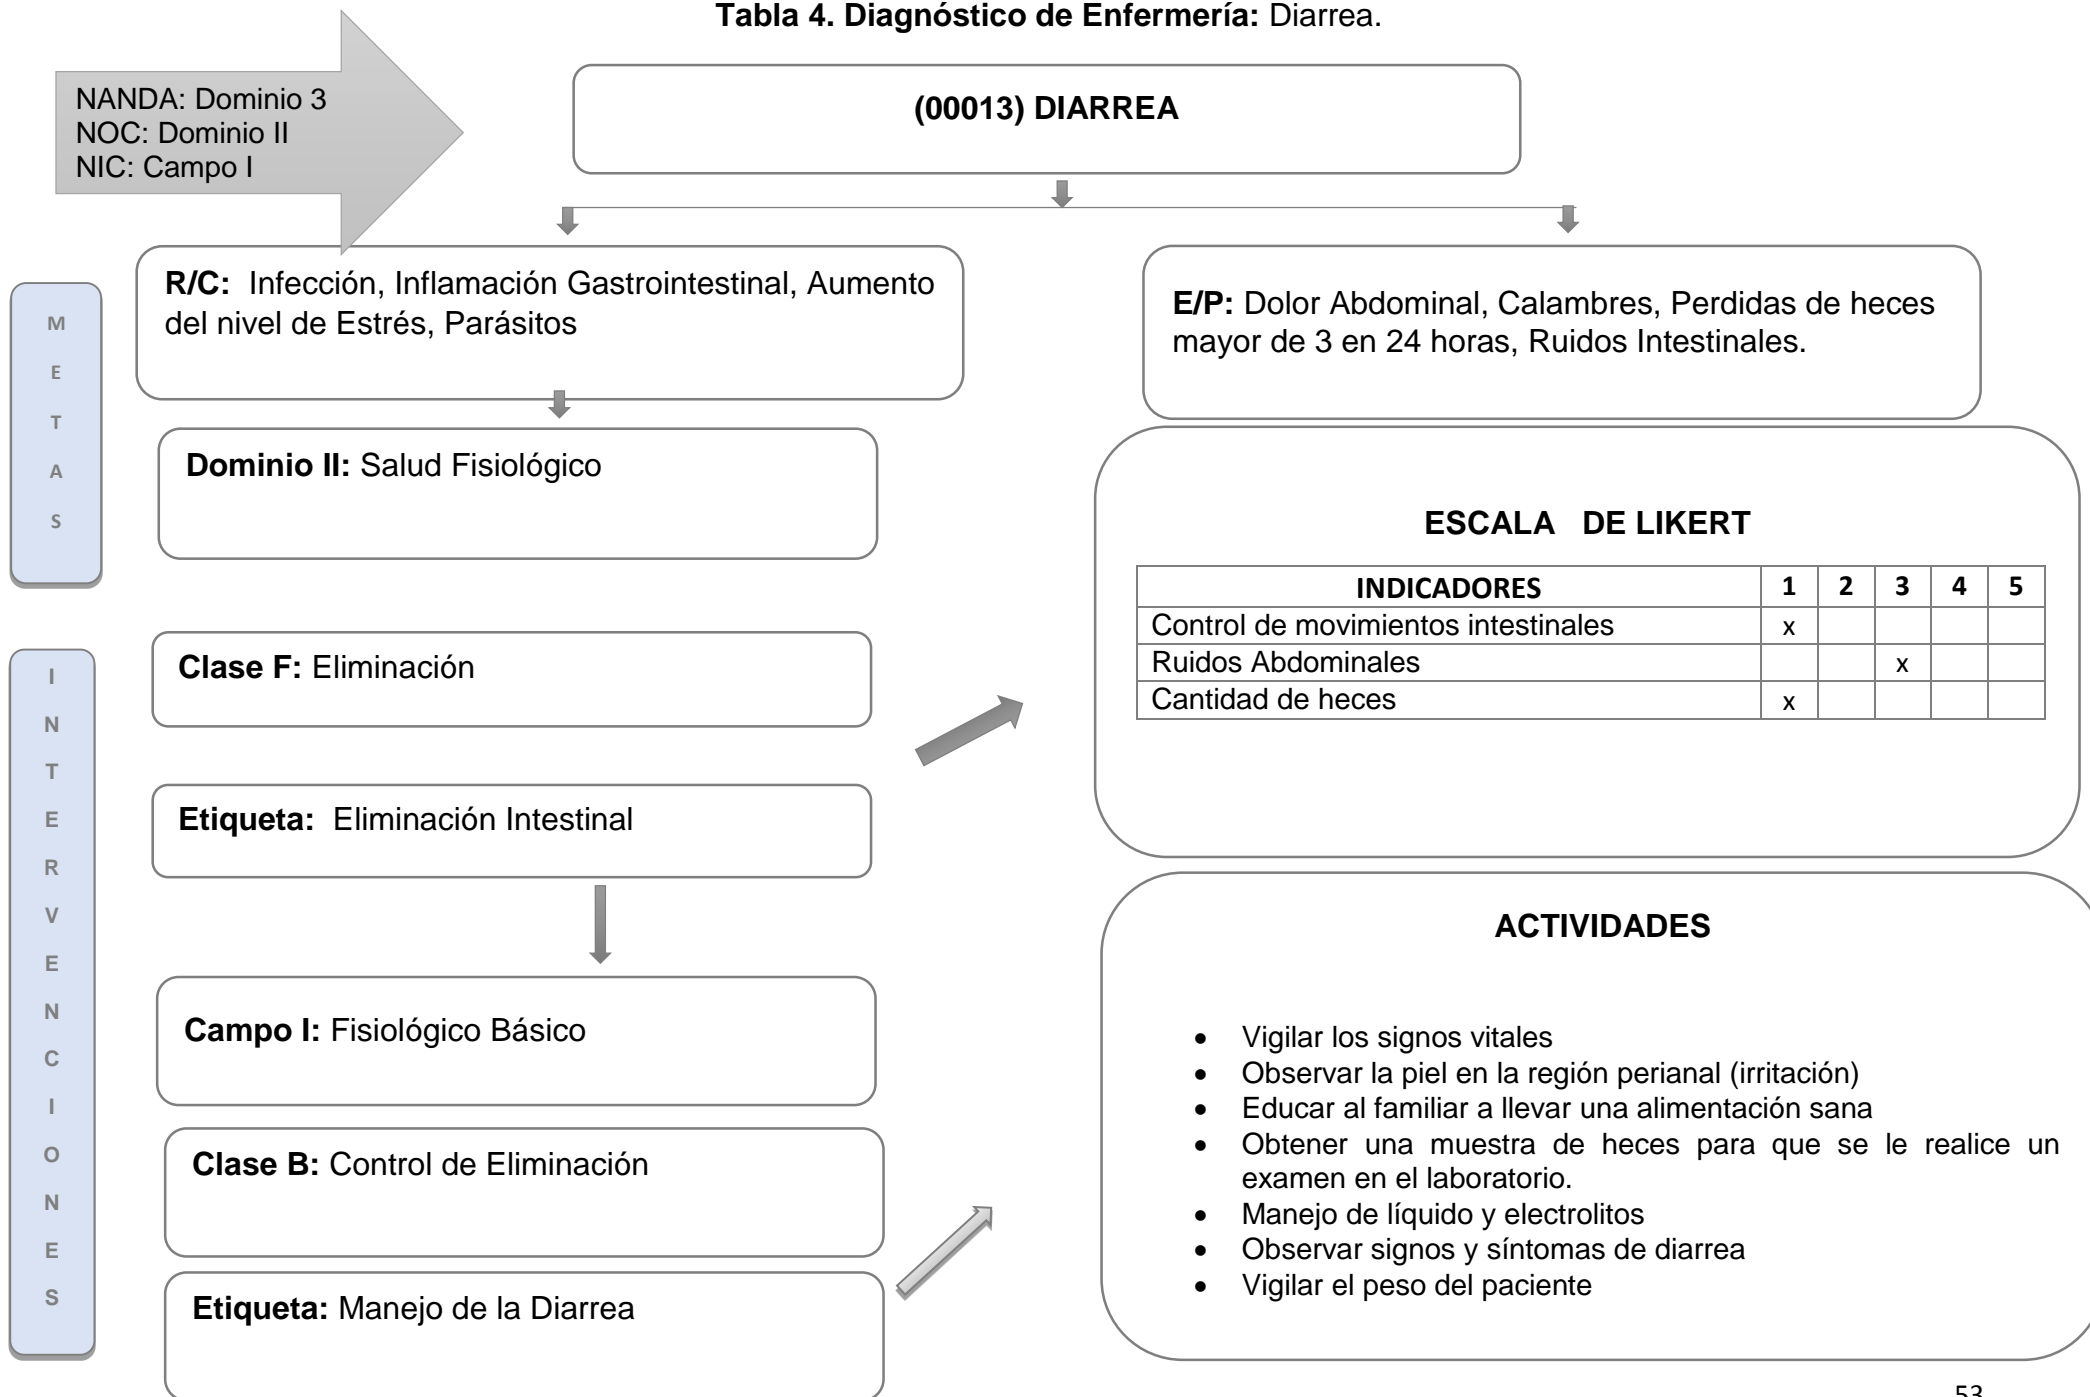 Tabla 4. Diagnóstico de Enfermería: Diarrea.
NANDA: Dominio 3
NOC: Dominio II
NIC: Campo I
(00013) DIARREA
R/C: Infección, Inflamación Gastrointestinal, Aumento
del nivel de Estrés, Parásitos
E/P: Dolor Abdominal, Calambres, Perdidas de heces
mayor de 3 en 24 horas, Ruidos Intestinales.
M
E
T
A
S
Dominio II: Salud Fisiológico
Clase F: Eliminación
Etiqueta: Eliminación Intestinal
ESCALA DE LIKERT
INDICADORES 1 2 3 4 5
Control de movimientos intestinales x
Ruidos Abdominales x
Cantidad de heces x
I
N
T
E
R
V
E
N
C
I
O
N
E
S
Campo I: Fisiológico Básico
Clase B: Control de Eliminación
Etiqueta: Manejo de la Diarrea
ACTIVIDADES
• Vigilar los signos vitales
• Observar la piel en la región perianal (irritación)
• Educar al familiar a llevar una alimentación sana
• Obtener una muestra de heces para que se le realice un
examen en el laboratorio.
• Manejo de líquido y electrolitos
• Observar signos y síntomas de diarrea
• Vigilar el peso del paciente
53